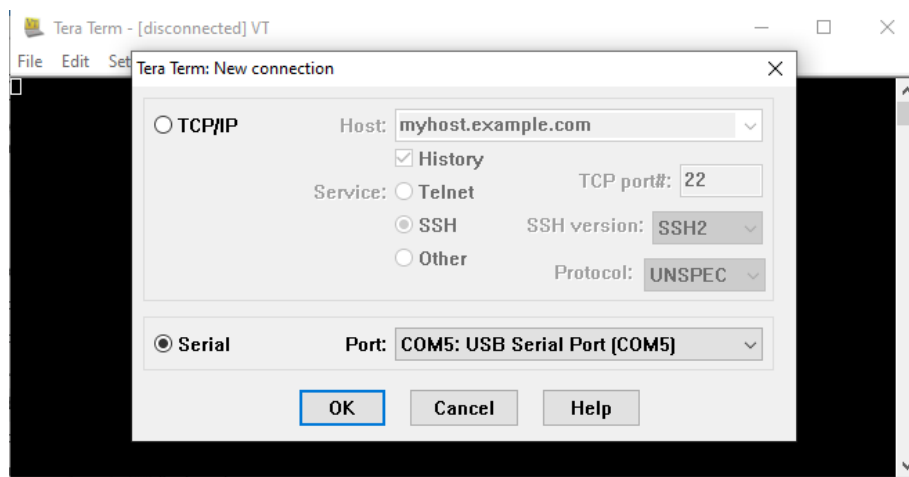 Tera Term - [disconnected] VT
File Edit Set
Tera Term: New connection
TCP/IP
Host: myhost.example.com
History
Service: Telnet
TCP port#: 22
SSH
SSH version: SSH2
Other
Protocol: UNSPEC
Serial
Port: COM5: USB Serial Port (COM5)
OK Cancel Help